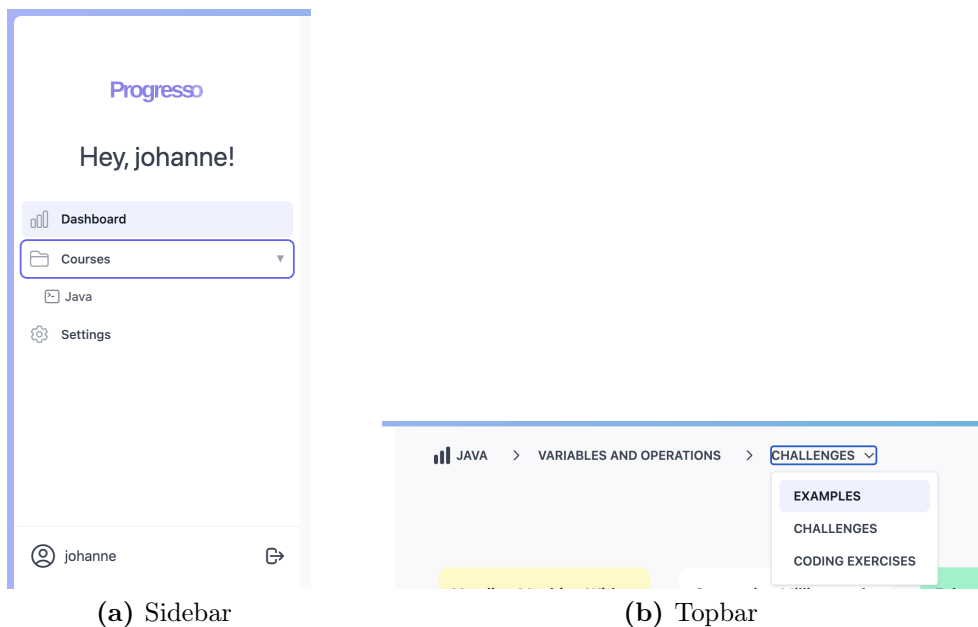 Progresso
Hey, johanne!
Dashboard
Courses
Java
Settings
johanne
(a) Sidebar
JAVA > VARIABLES AND OPERATIONS > CHALLENGES
EXAMPLES
CHALLENGES
CODING EXERCISES
(b) Topbar